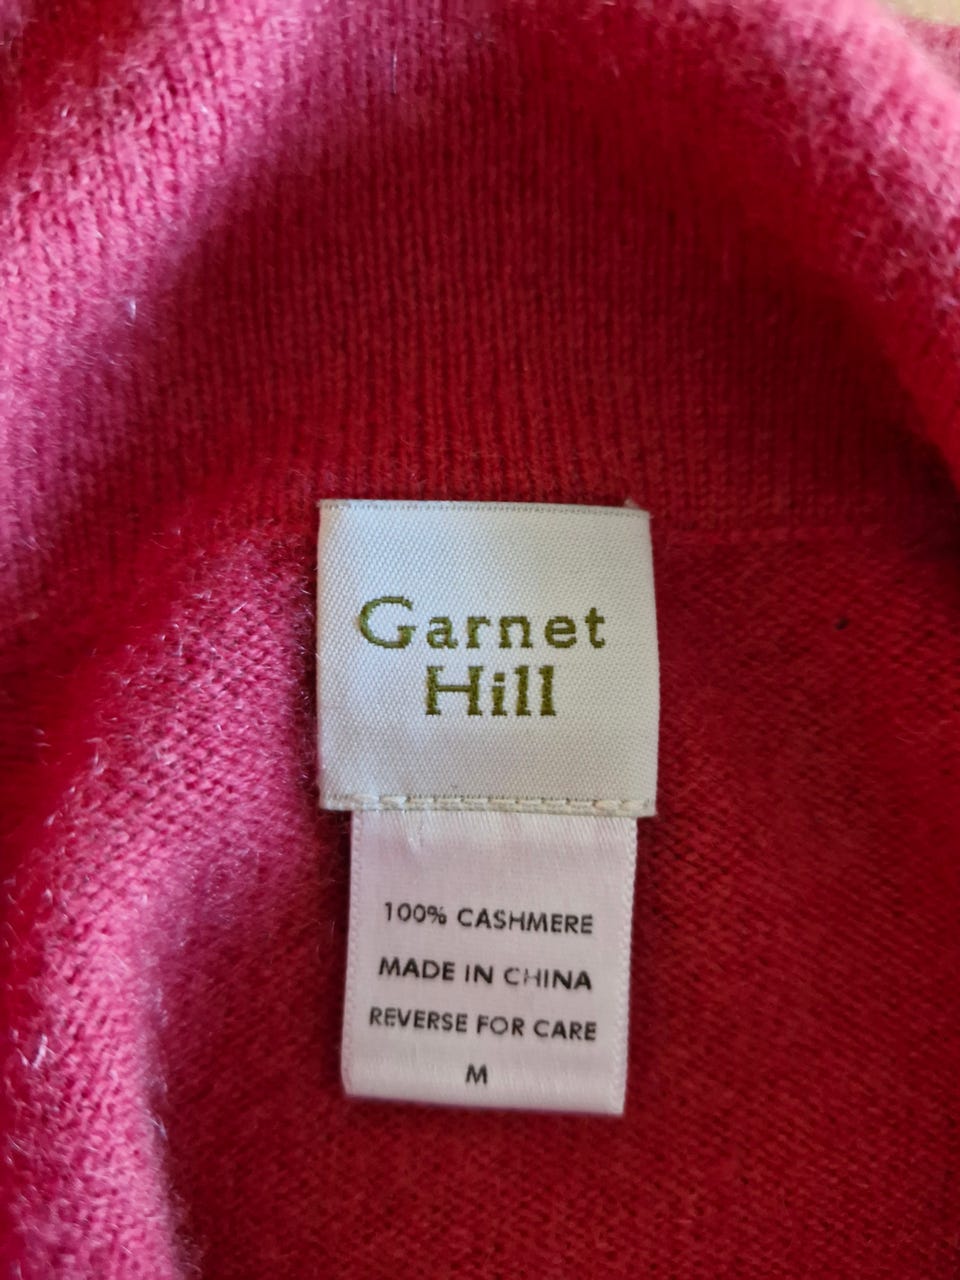 Garnet
Hill
100% CASHMERE
MADE IN CHINA
REVERSE FOR CARE
M